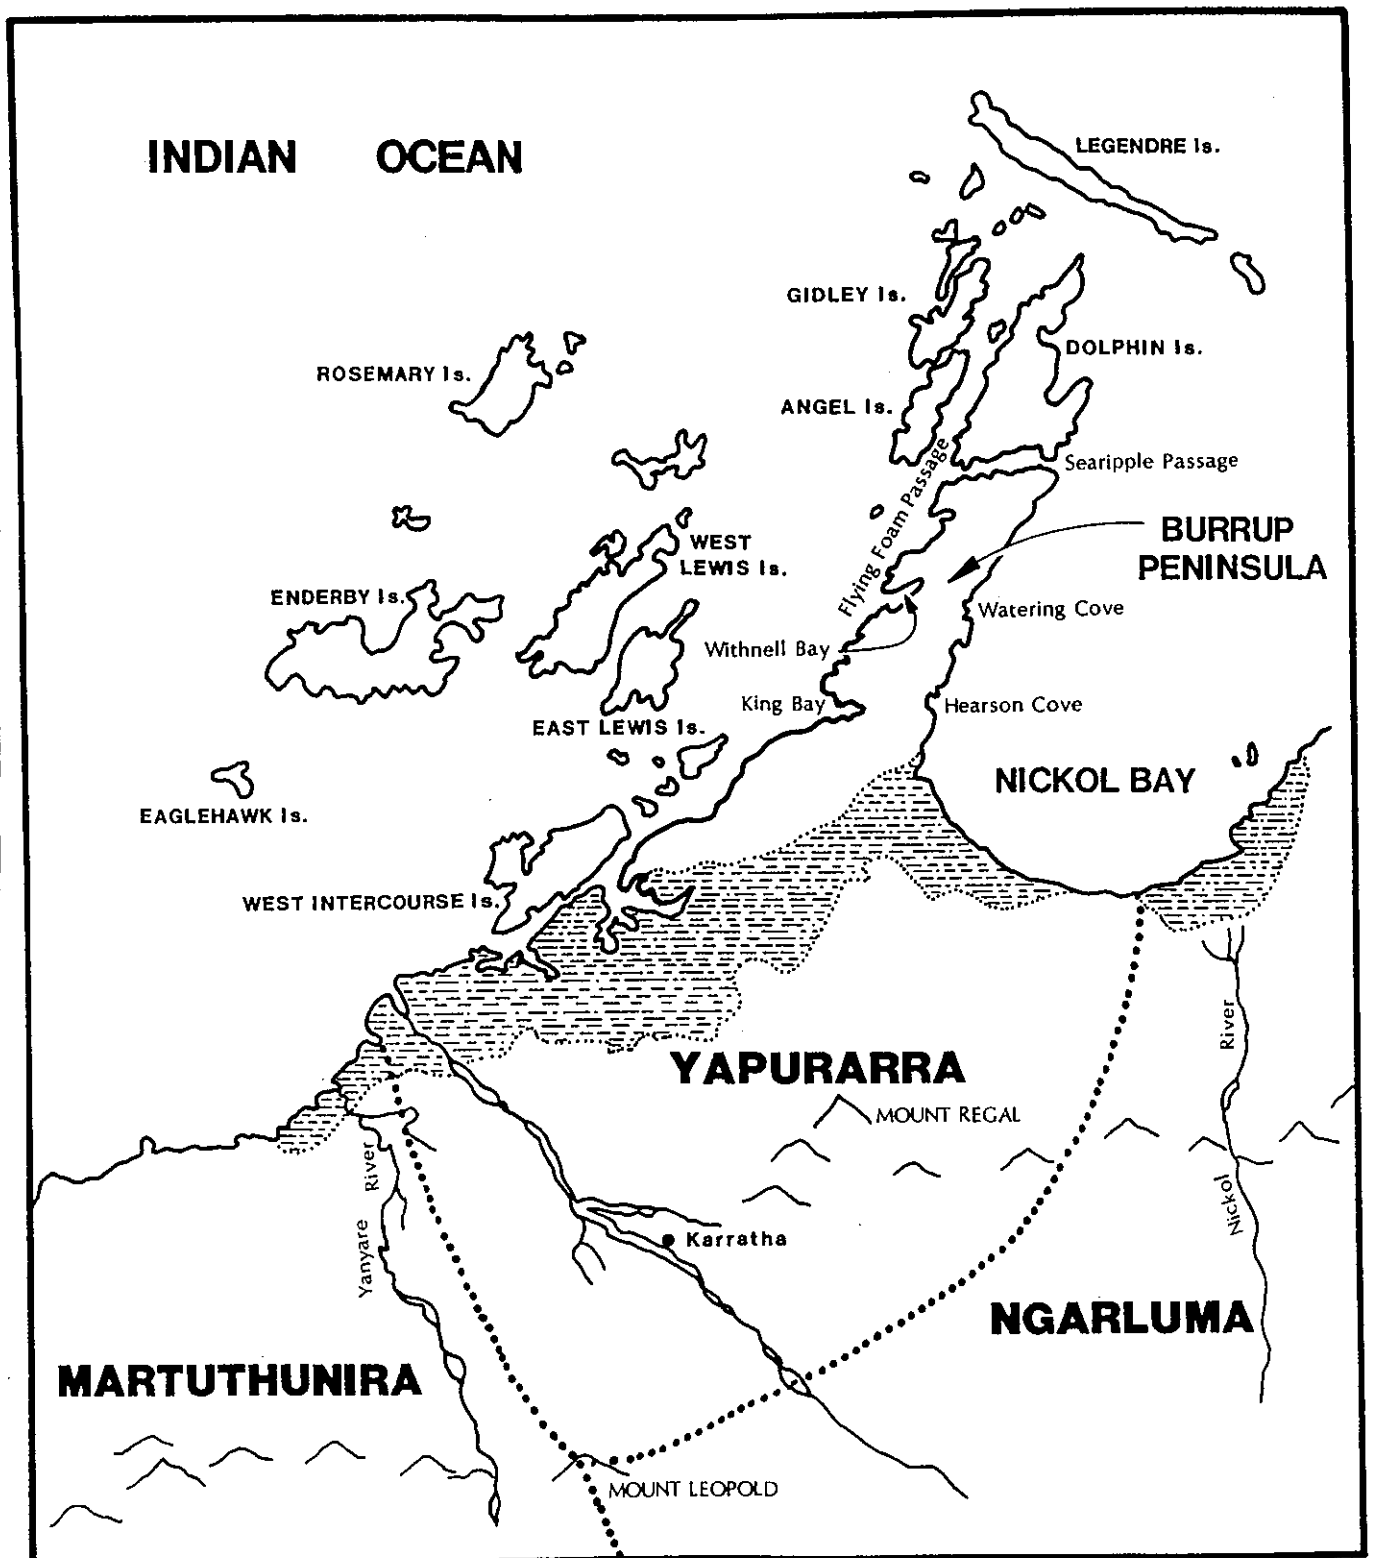 INDIAN OCEAN
LEGENDRE Is.
GIDLEY Is.
DOLPHIN Is.
ROSEMARY Is.
ANGEL Is.
Searipple Passage
Flying Foam Passage
BURRUP
PENINSULA
WEST
LEWIS Is.
ENDERBY Is.
Watering Cove
Withnell Bay
King Bay
Hearson Cove
EAST LEWIS Is.
NICKOL BAY
EAGLEHAWK Is.
WEST INTERCOURSE Is.
YAPURARRA
MOUNT REGAL
Nickol River
Yanyare River
Karratha
NGARLUMA
MARTUTHUNIRA
MOUNT LEOPOLD